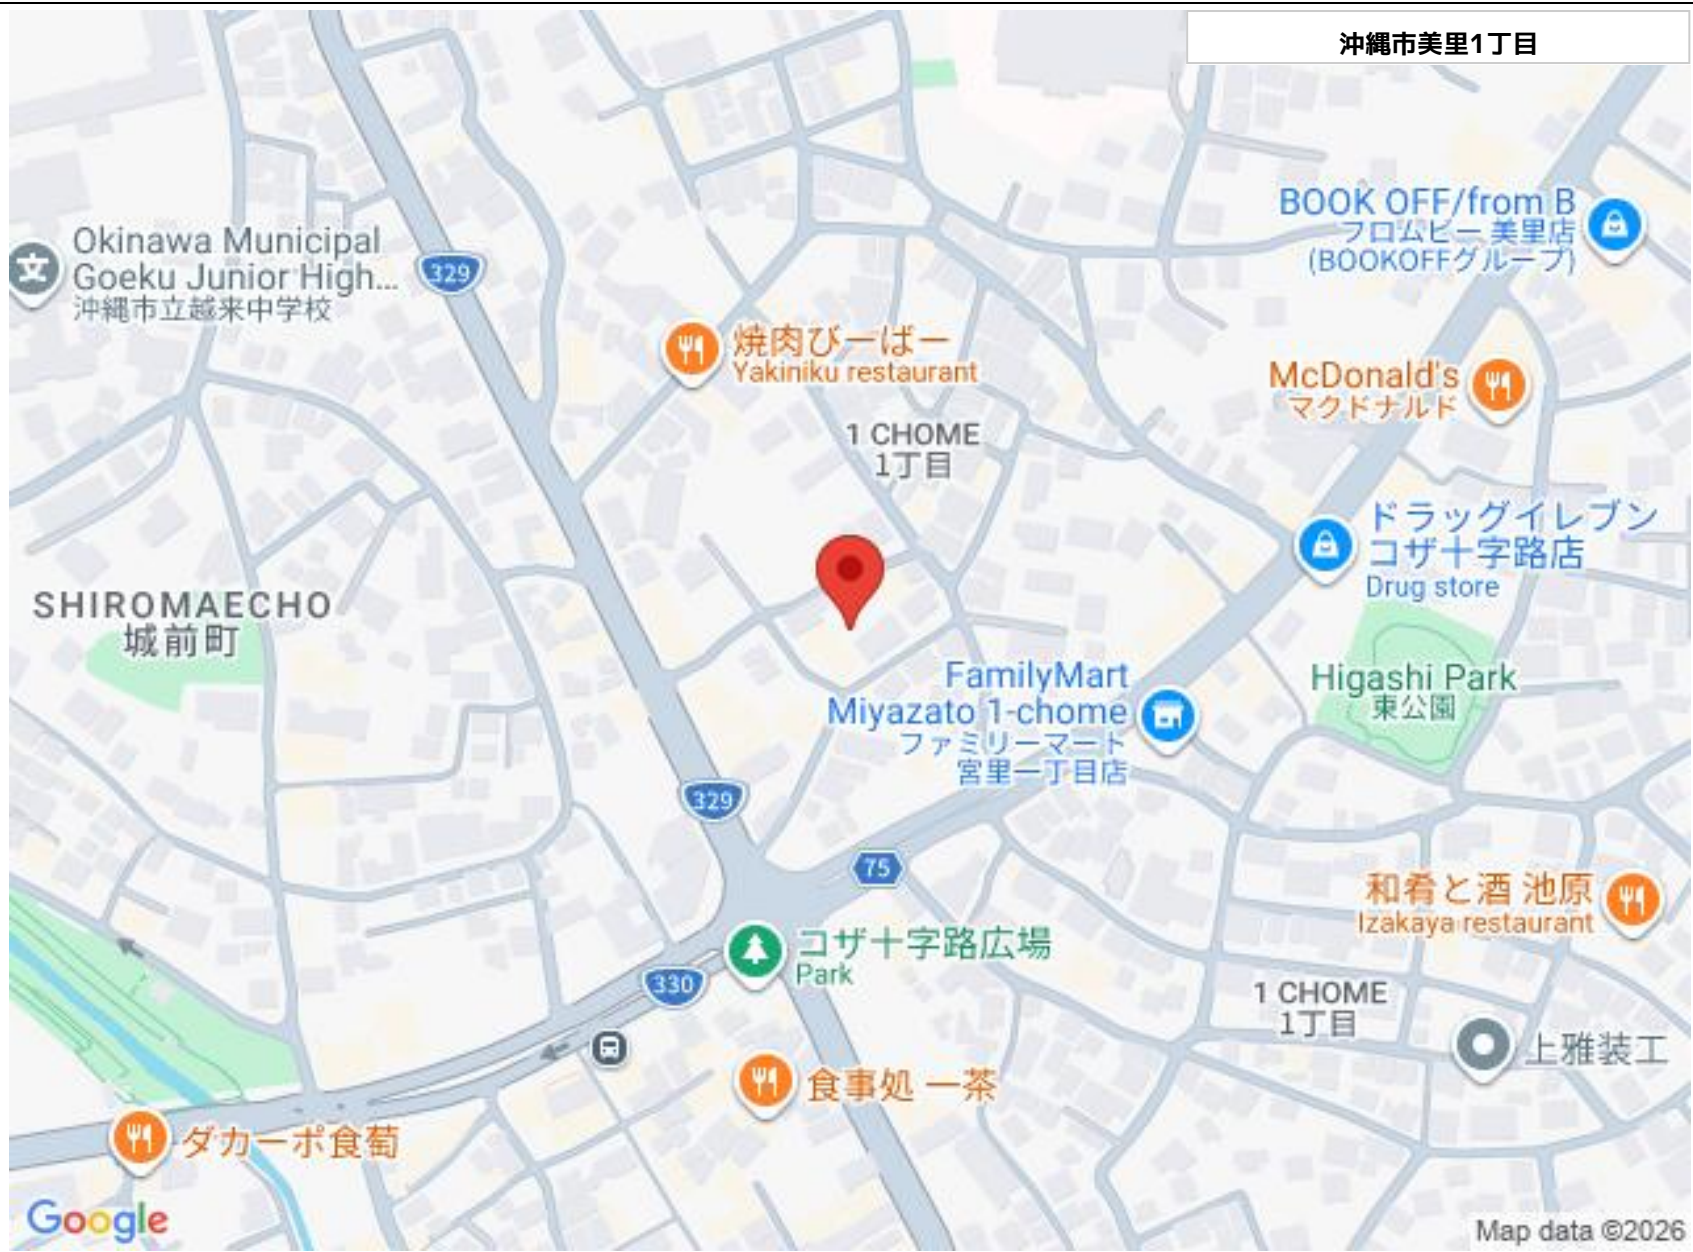 沖縄市美里1丁目
BOOK OFF/from B
フロムビー 美里店
(BOOKOFFグループ)
Okinawa Municipal
Goeku Junior High...
沖縄市立越来中学校
329
焼肉びーばー
Yakiniku restaurant
McDonald's
マクドナルド
1 CHOME
1丁目
ドラッグイレブン
コザ十字路店
Drug store
SHIROMAECHO
城前町
FamilyMart
Miyazato 1-chome
ファミリーマート
宮里一丁目店
Higashi Park
東公園
329
75
和肴と酒 池原
Izakaya restaurant
コザ十字路広場
Park
330
1 CHOME
1丁目
上雅装工
食事処 一茶
ダカーポ食萄
Google
Map data ©2026